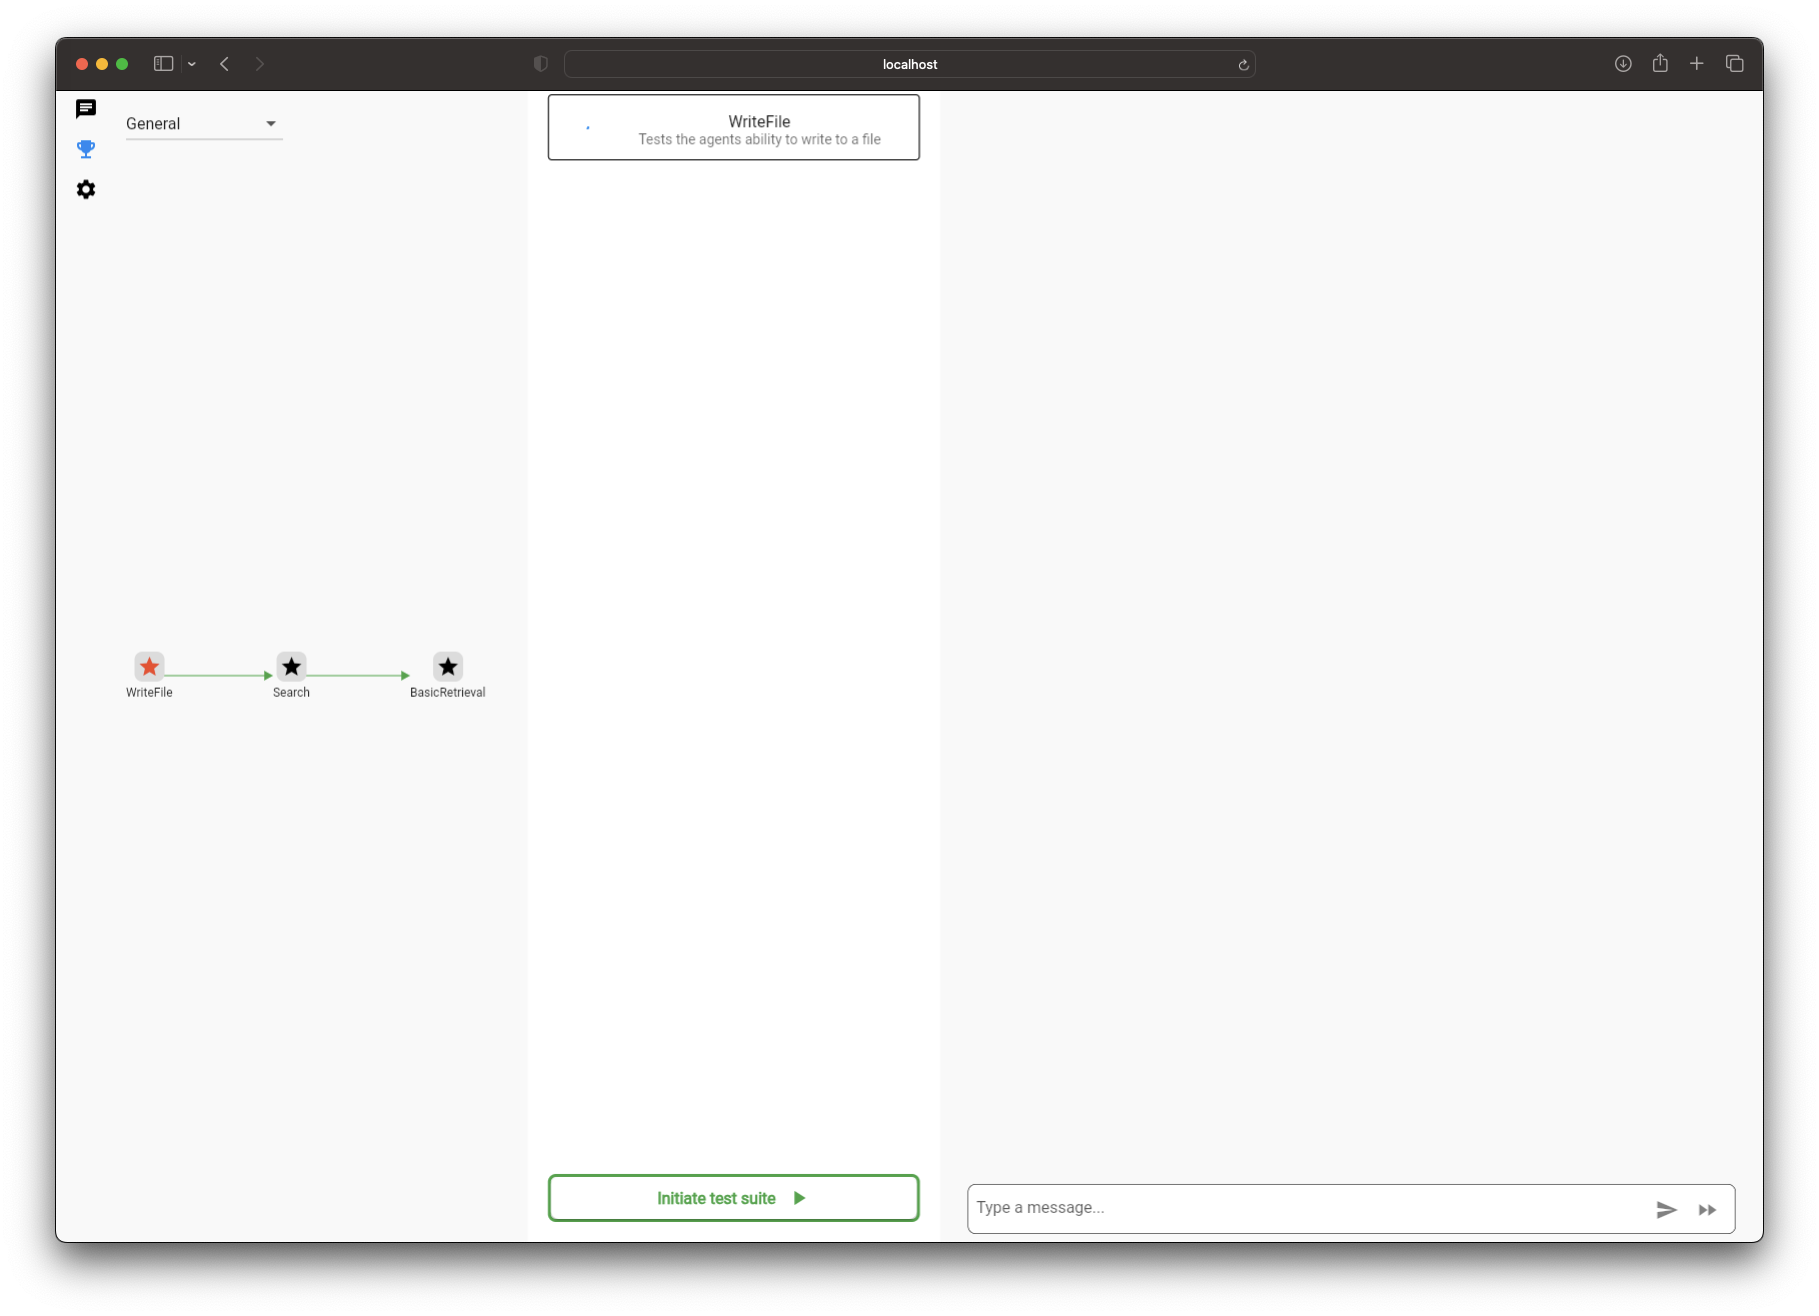 localhost
General
WriteFile
Tests the agents ability to write to a file
WriteFile
Search
BasicRetrieval
Initiate test suite
Type a message...